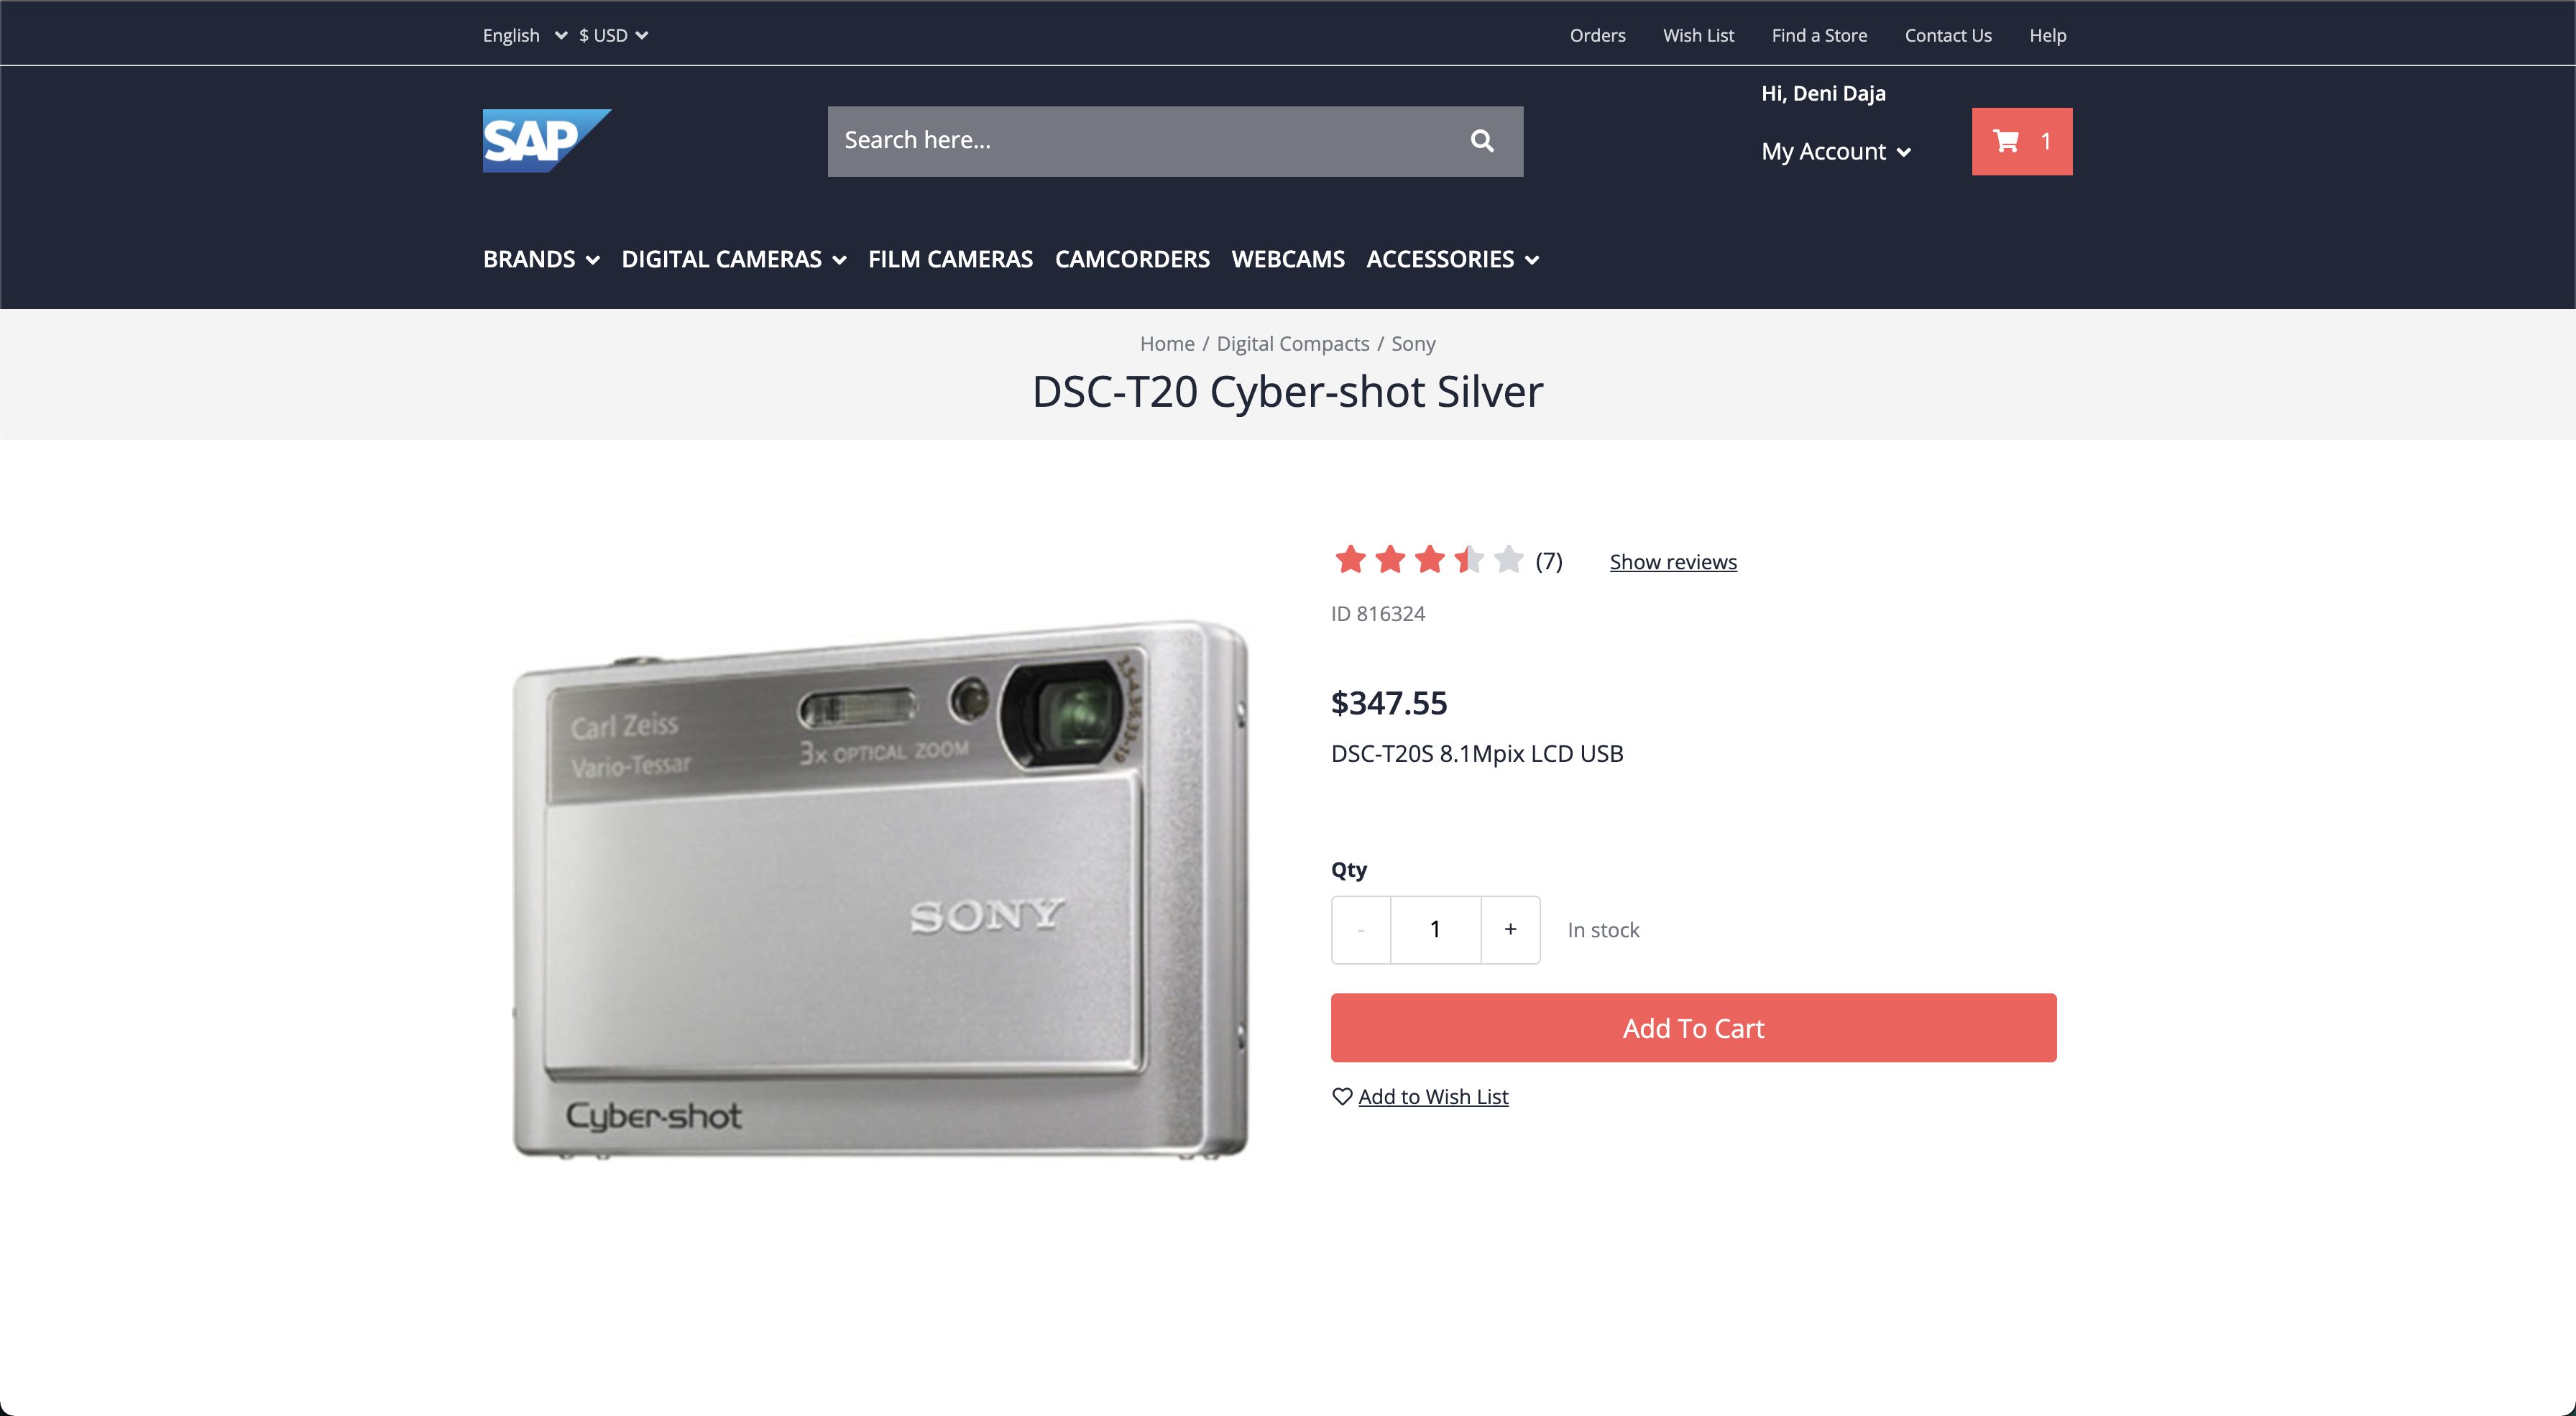 English $ USD
Orders Wish List Find a Store Contact Us Help
SAP
Search here...
Hi, Deni Daja
My Account
1
BRANDS DIGITAL CAMERAS FILM CAMERAS CAMCORDERS WEBCAMS ACCESSORIES
Home / Digital Compacts / Sony
DSC-T20 Cyber-shot Silver
Carl Zeiss
Vario-Tessar
3x OPTICAL ZOOM
SONY
Cyber-shot
(7) Show reviews
ID 816324
$347.55
DSC-T20S 8.1Mpix LCD USB
Qty
- 1 + In stock
Add To Cart
Add to Wish List